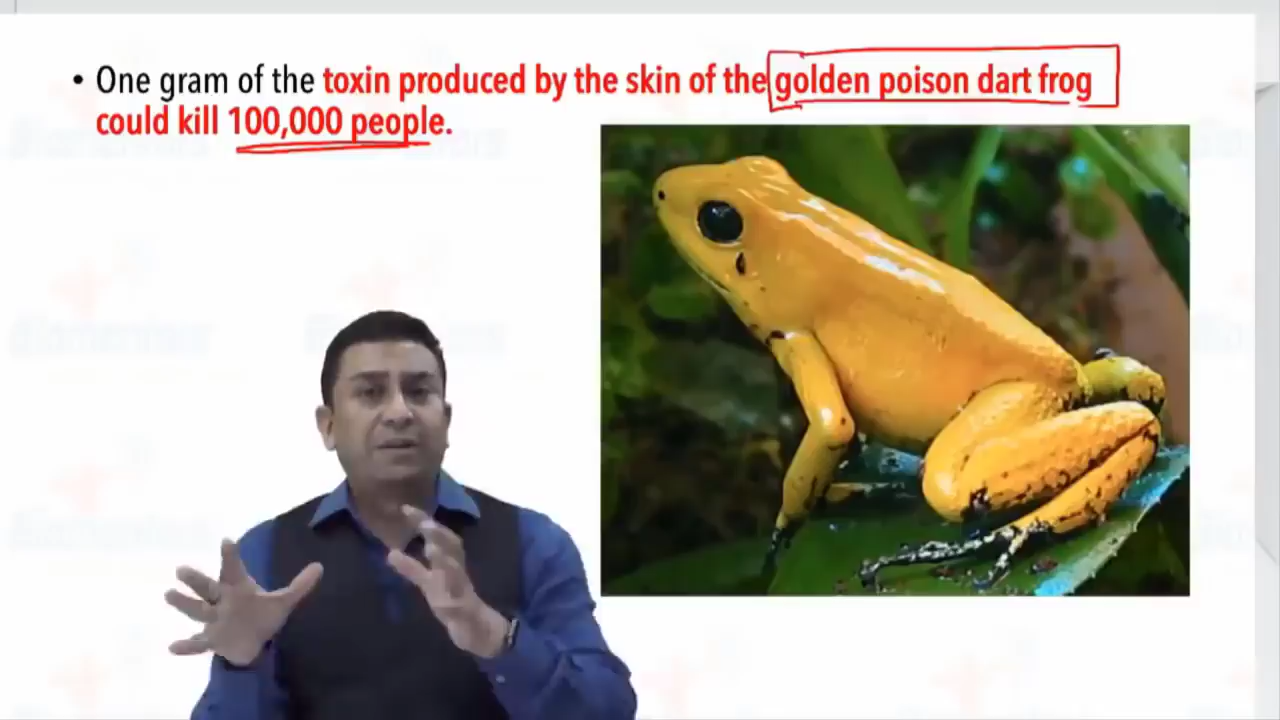 • One gram of the toxin produced by the skin of the golden poison dart frog
could kill 100,000 people.